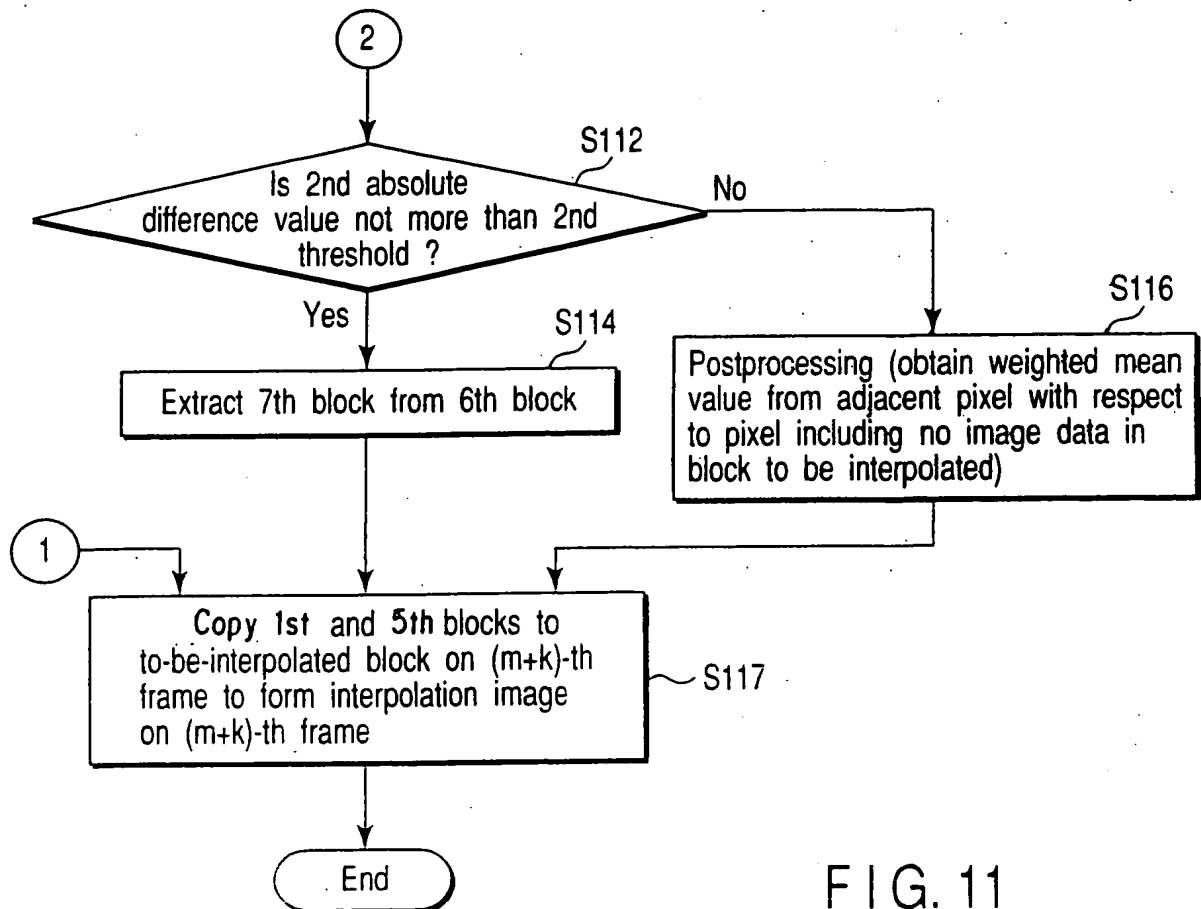 2
S112
Is 2nd absolute
difference value not more than 2nd
threshold ?
No
Yes
S114
Extract 7th block from 6th block
S116
Postprocessing (obtain weighted mean
value from adjacent pixel with respect
to pixel including no image data in
block to be interpolated)
1
Copy 1st and 5th blocks to
to-be-interpolated block on (m+k)-th
frame to form interpolation image
on (m+k)-th frame
S117
End
FIG. 11